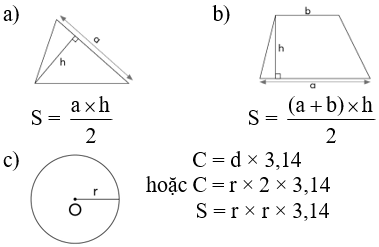 a)
a
h
S = a × h / 2
b)
b
h
a
S = (a + b) × h / 2
c)
r
O
C = d × 3,14
hoặc C = r × 2 × 3,14
S = r × r × 3,14